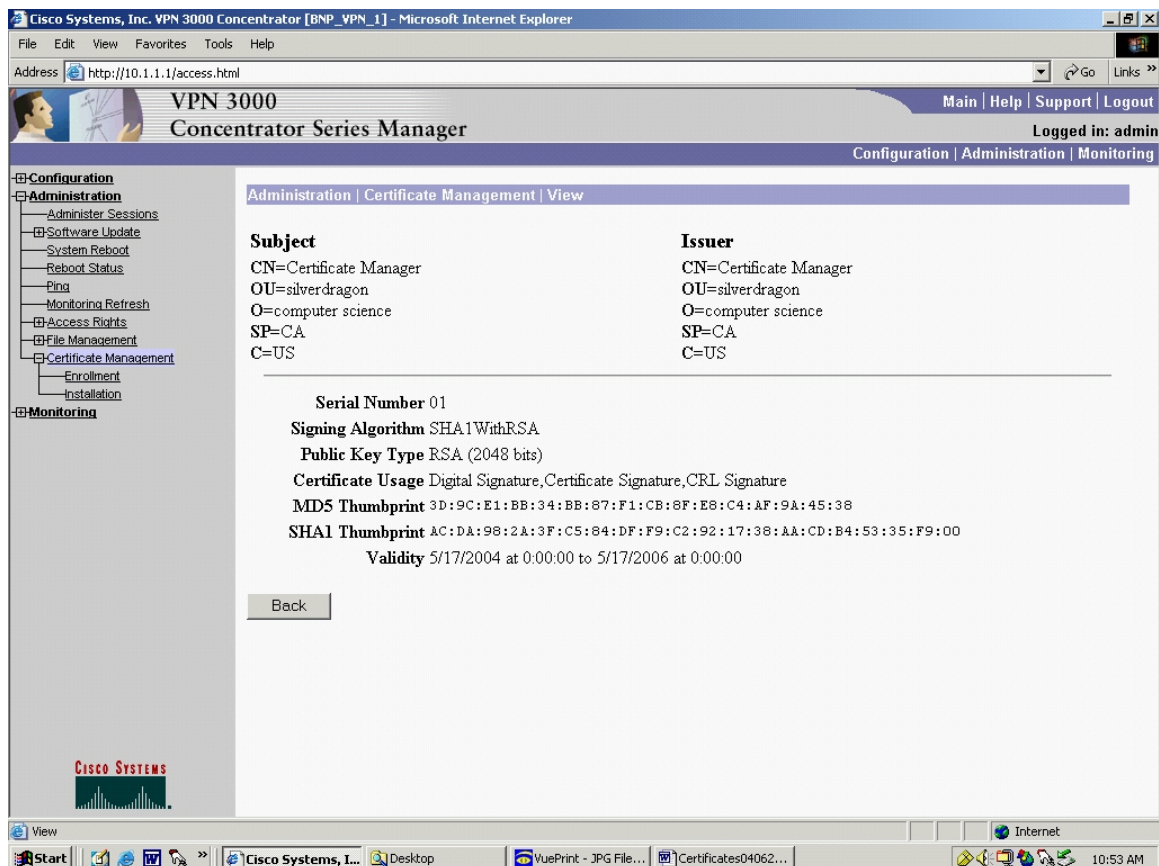 Cisco Systems, Inc. VPN 3000 Concentrator [BNP_VPN_1] - Microsoft Internet Explorer
File Edit View Favorites Tools Help
Address http://10.1.1.1/access.html Go Links »
VPN 3000
Concentrator Series Manager
Main | Help | Support | Logout
Logged in: admin
Configuration | Administration | Monitoring
Configuration
Administration
Administer Sessions
Software Update
System Reboot
Reboot Status
Ping
Monitoring Refresh
Access Rights
File Management
Certificate Management
Enrollment
Installation
Monitoring
CISCO SYSTEMS
Administration | Certificate Management | View
Subject
CN=Certificate Manager
OU=silverdragon
O=computer science
SP=CA
C=US
Issuer
CN=Certificate Manager
OU=silverdragon
O=computer science
SP=CA
C=US
Serial Number 01
Signing Algorithm SHA1WithRSA
Public Key Type RSA (2048 bits)
Certificate Usage Digital Signature,Certificate Signature,CRL Signature
MD5 Thumbprint 3D:9C:E1:BB:34:BB:87:F1:CB:8F:E8:C4:AF:9A:45:38
SHA1 Thumbprint AC:DA:98:2A:3F:C5:84:DF:F9:C2:92:17:38:AA:CD:B4:53:35:F9:00
Validity 5/17/2004 at 0:00:00 to 5/17/2006 at 0:00:00
Back
View Internet
Start » Cisco Systems, I... Desktop VuePrint - JPG File... Certificates04062... 10:53 AM